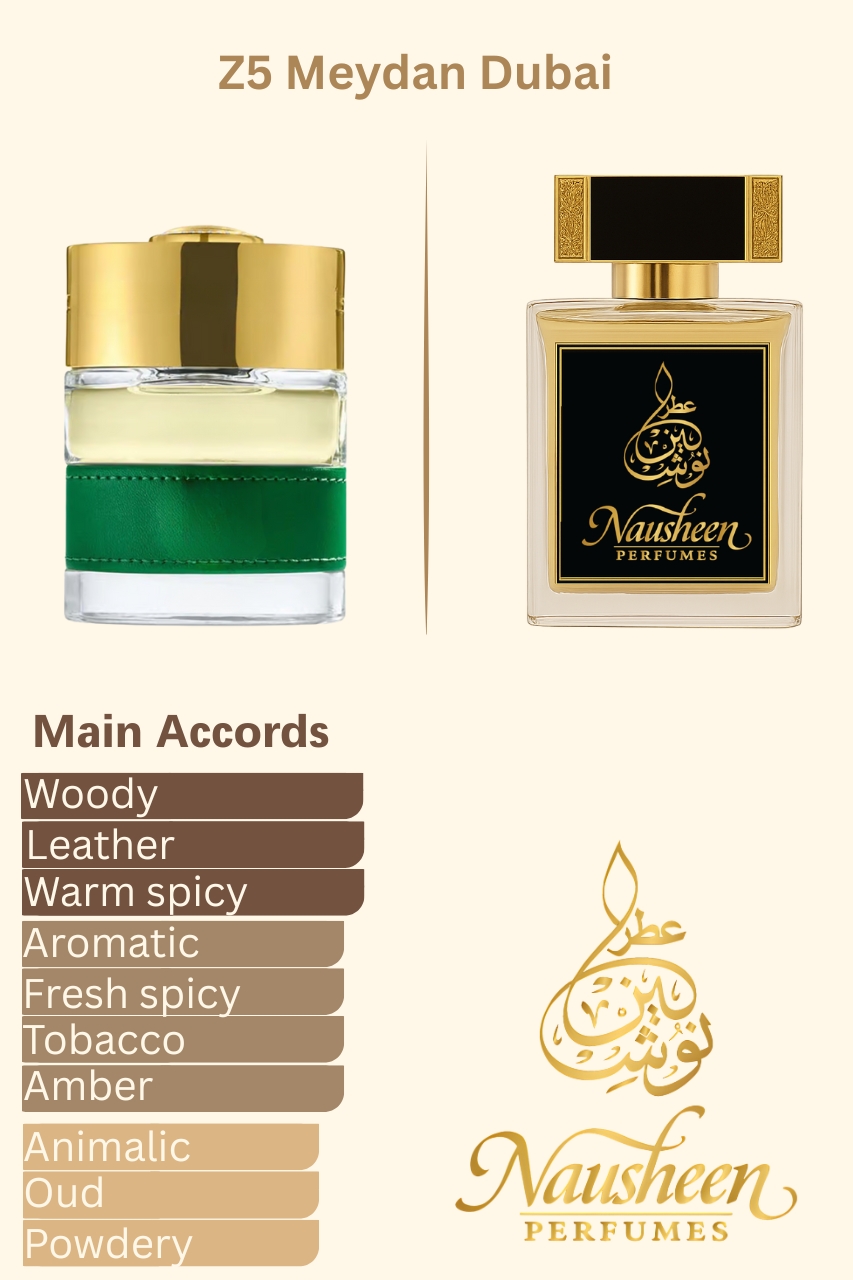 Z5 Meydan Dubai
عطر
نوشين
Nausheen
PERFUMES
Main Accords
Woody
Leather
Warm spicy
Aromatic
Fresh spicy
Tobacco
Amber
Animalic
Oud
Powdery
عطر
نوشين
Nausheen
PERFUMES